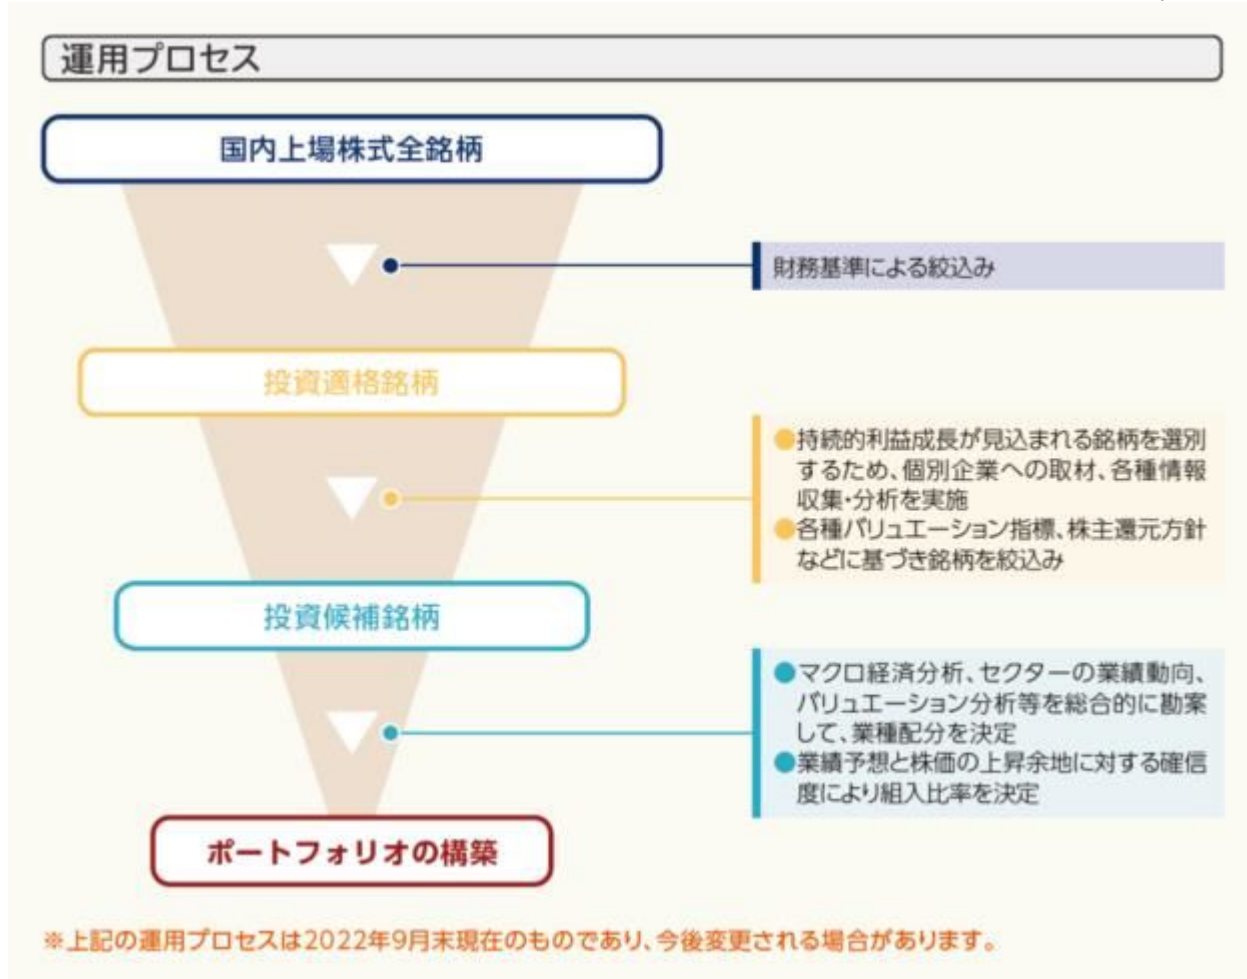 運用プロセス
国内上場株式全銘柄
財務基準による絞込み
投資適格銘柄
●持続的利益成長が見込まれる銘柄を選別
するため、個別企業への取材、各種情報
収集・分析を実施
●各種バリュエーション指標、株主還元方針
などに基づき銘柄を絞込み
投資候補銘柄
●マクロ経済分析、セクターの業績動向、
バリュエーション分析等を総合的に勘案
して、業種配分を決定
●業績予想と株価の上昇余地に対する確信
度により組入比率を決定
ポートフォリオの構築
※上記の運用プロセスは2022年9月末現在のものであり、今後変更される場合があります。